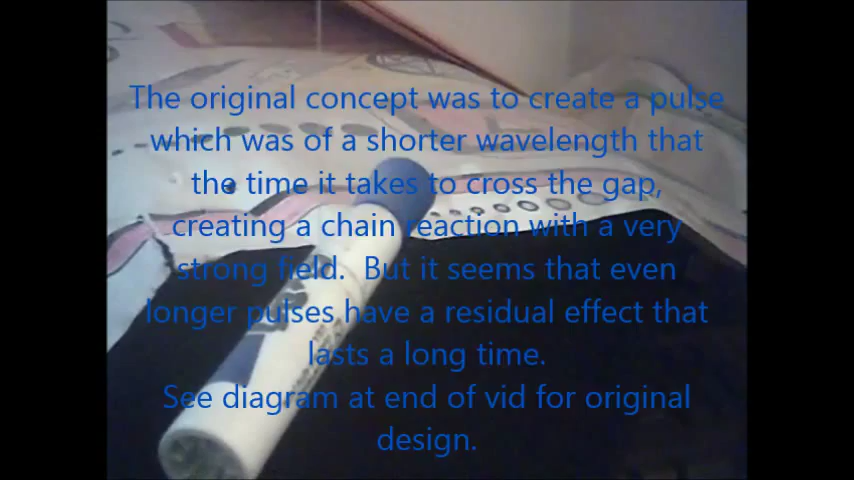 The original concept was to create a pulse
which was of a shorter wavelength that
the time it takes to cross the gap,
creating a chain reaction with a very
strong field.  But it seems that even
longer pulses have a residual effect that
lasts a long time.
See diagram at end of vid for original
design.